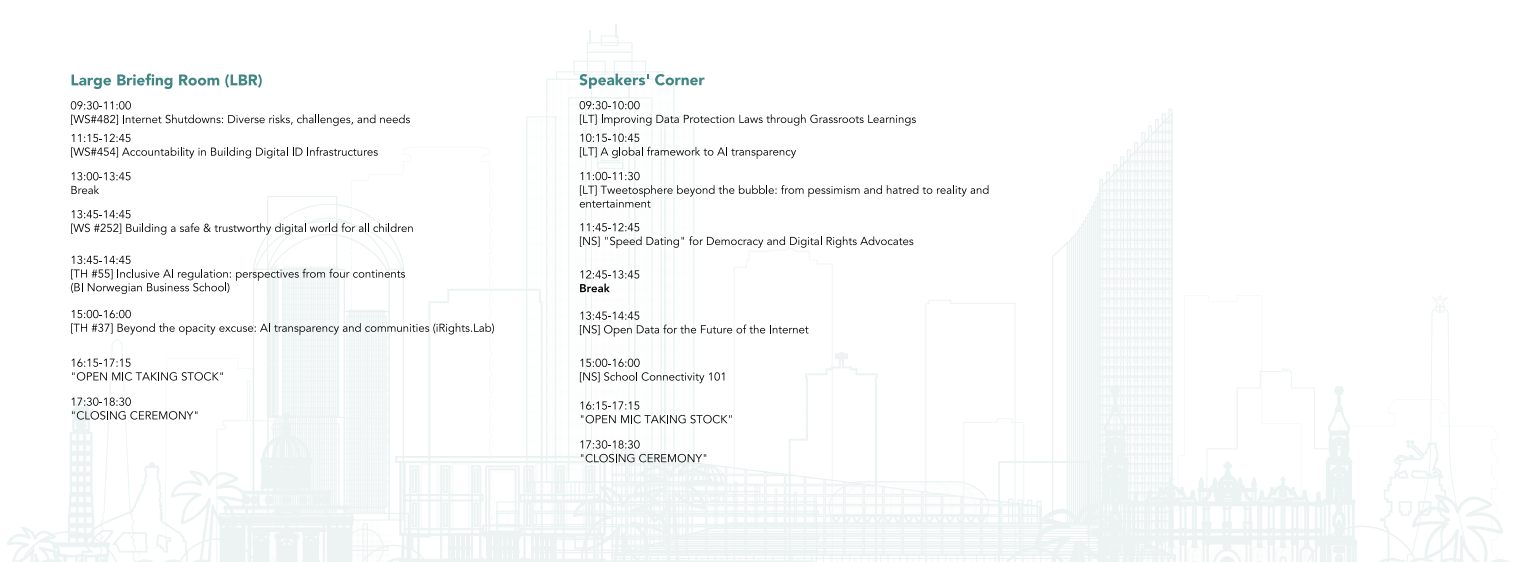 Large Briefing Room (LBR)
09:30-11:00
[WS#482] Internet Shutdowns: Diverse risks, challenges, and needs
11:15-12:45
[WS#454] Accountability in Building Digital ID Infrastructures
13:00-13:45
Break
13:45-14:45
[WS #252] Building a safe & trustworthy digital world for all children
13:45-14:45
[TH #55] Inclusive AI regulation: perspectives from four continents
(BI Norwegian Business School)
15:00-16:00
[TH #37] Beyond the opacity excuse: AI transparency and communities (iRights.Lab)
16:15-17:15
"OPEN MIC TAKING STOCK"
17:30-18:30
"CLOSING CEREMONY"
Speakers' Corner
09:30-10:00
[LT] Improving Data Protection Laws through Grassroots Learnings
10:15-10:45
[LT] A global framework to AI transparency
11:00-11:30
[LT] Tweetosphere beyond the bubble: from pessimism and hatred to reality and
entertainment
11:45-12:45
[NS] "Speed Dating" for Democracy and Digital Rights Advocates
12:45-13:45
Break
13:45-14:45
[NS] Open Data for the Future of the Internet
15:00-16:00
[NS] School Connectivity 101
16:15-17:15
"OPEN MIC TAKING STOCK"
17:30-18:30
"CLOSING CEREMONY"